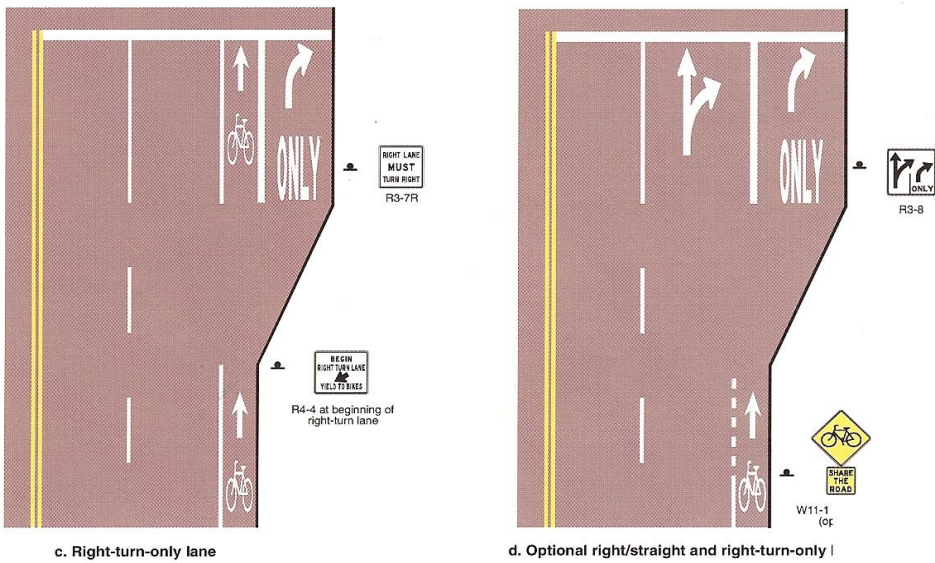 ONLY
RIGHT LANE
MUST
TURN RIGHT
R3-7R
BEGIN
RIGHT TURN LANE
YIELD TO BIKES
R4-4 at beginning of
right-turn lane
c. Right-turn-only lane
ONLY
ONLY
R3-8
SHARE
THE
ROAD
W11-1
(op
d. Optional right/straight and right-turn-only l